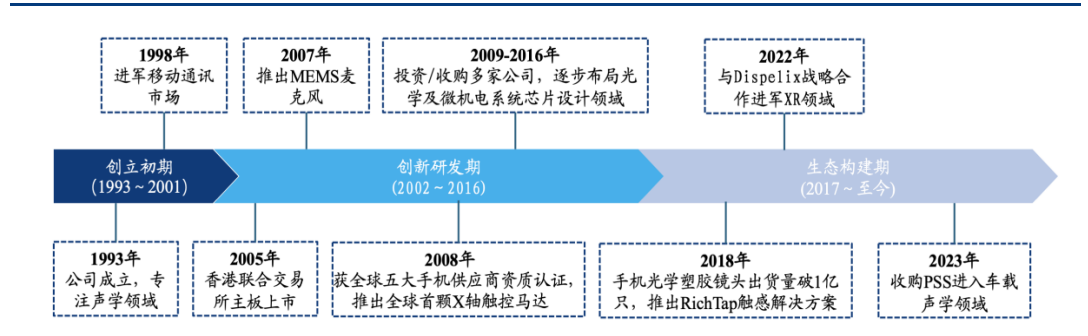 1998年
进军移动通讯
市场
2007年
推出MEMS麦
克风
2009-2016年
投资/收购多家公司，逐步布局光
学及微机电系统芯片设计领域
2022年
与Dispelix战略合
作进军XR领域
创立初期
(1993～2001)
创新研发期
(2002～2016)
生态构建期
(2017～至今)
1993年
公司成立，专
注声学领域
2005年
香港联合交易
所主板上市
2008年
获全球五大手机供应商资质认证，
推出全球首颗X轴触控马达
2018年
手机光学塑胶镜头出货量破1亿
只，推出RichTap触感解决方案
2023年
收购PSS进入车载
声学领域